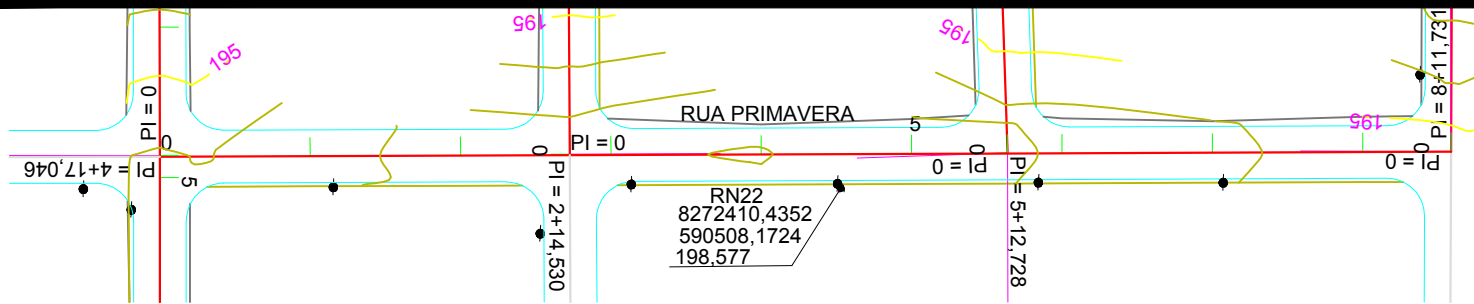 195
195
195
195
RUA PRIMAVERA
PI = 0
0
PI = 4+17,046
5
0
PI = 2+14,530
PI = 0
5
0
PI = 0
PI = 5+12,728
PI = 8+11,731
0
PI = 0
RN22
8272410,4352
590508,1724
198,577